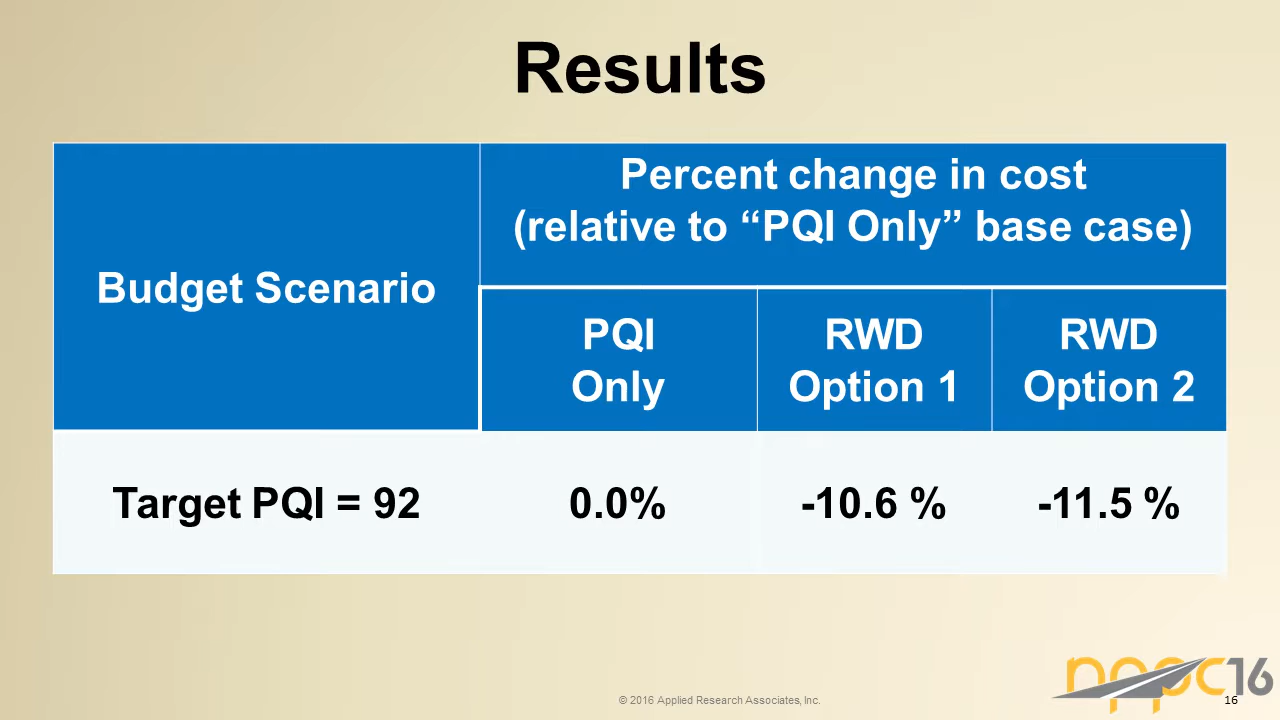 Results
Budget Scenario
Percent change in cost
(relative to “PQI Only” base case)
PQI
Only
RWD
Option 1
RWD
Option 2
Target PQI = 92
0.0%
-10.6 %
-11.5 %
© 2016 Applied Research Associates, Inc.
nppc16
16